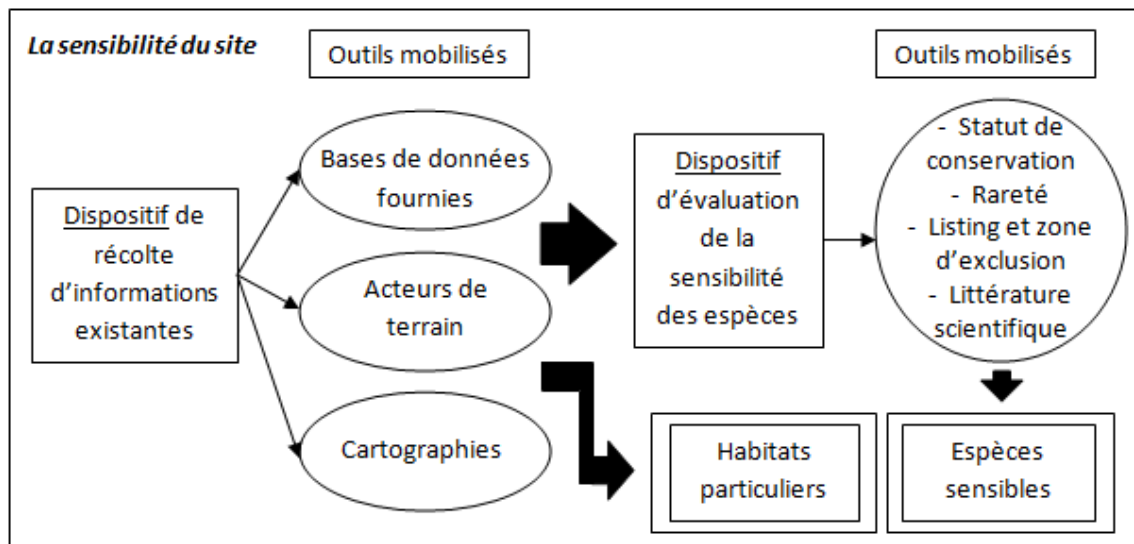 La sensibilité du site
Outils mobilisés
Outils mobilisés
Dispositif de
récolte
d'informations
existantes
Bases de données
fournies
Acteurs de
terrain
Cartographies
Dispositif
d'évaluation
de la
sensibilité
des espèces
- Statut de
conservation
- Rareté
- Listing et zone
d'exclusion
- Littérature
scientifique
Habitats
particuliers
Espèces
sensibles